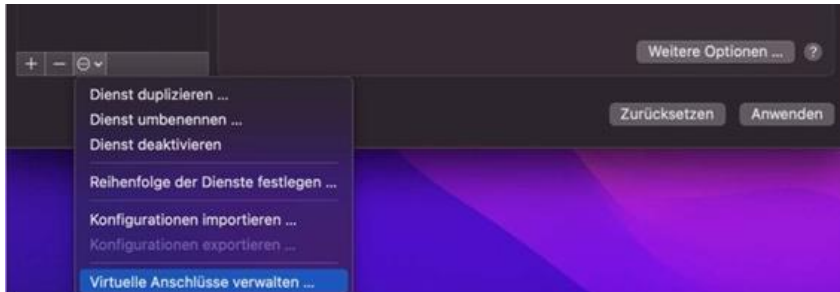 Weitere Optionen ... ?
+ −
Dienst duplizieren ...
Dienst umbenennen ...
Dienst deaktivieren
Zurücksetzen Anwenden
Reihenfolge der Dienste festlegen ...
Konfigurationen importieren ...
Konfigurationen exportieren ...
Virtuelle Anschlüsse verwalten ...